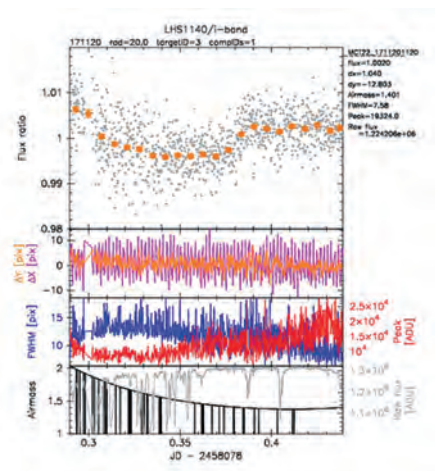 LHS1140/i-band
171120 rad=20.0 targetID=3 compIDs=1
MCT22_1711201120
flux=1.0020
dx=1.040
dy=-12.803
Airmass=1.401
FWHM=7.58
Peak=19324.0
Raw flux
=1.224206e+06
1.01
1
0.99
0.98
Flux ratio
10
0
-10
ΔY [pix]
ΔX [pix]
15
10
FWHM [pix]
2.5×10⁴
2×10⁴
1.5×10⁴
10⁴
Peak
[ADU]
2
1.5
1
Airmass
1.3×10⁶
1.2×10⁶
1.1×10⁶
Raw flux
[ADU]
0.3 0.35 0.4
JD - 2458078